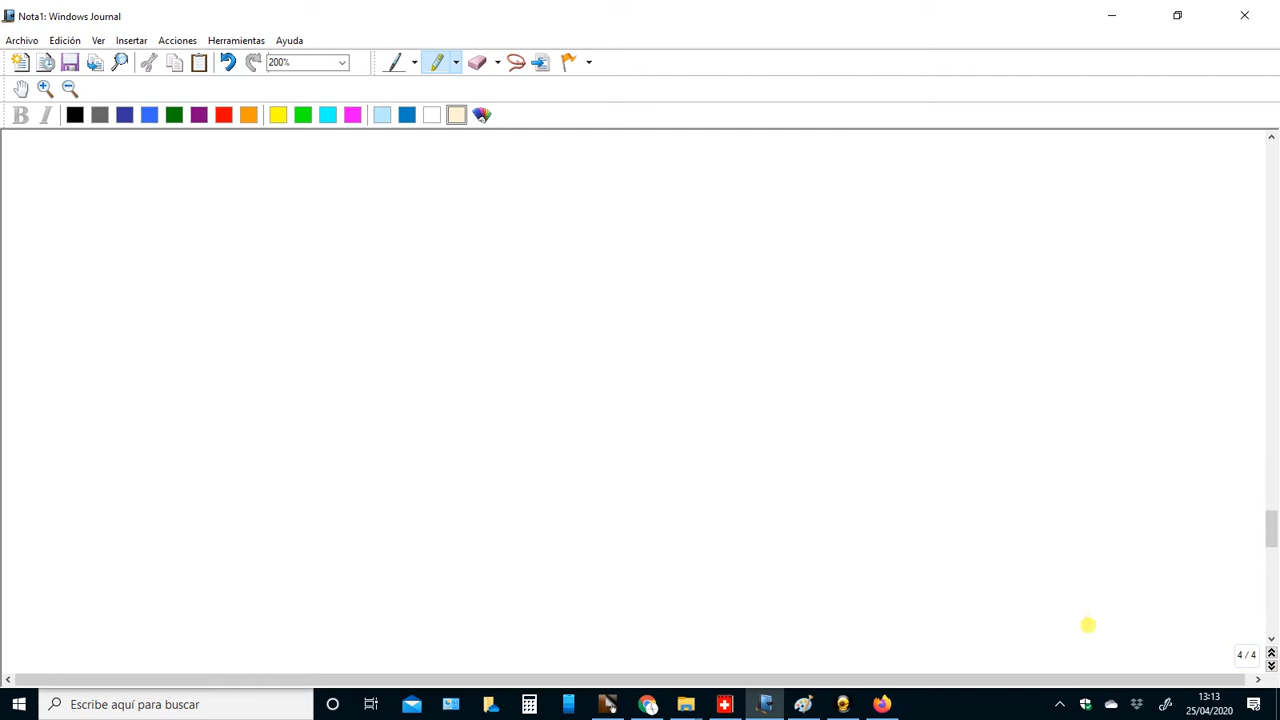 Nota1: Windows Journal
Archivo Edición Ver Insertar Acciones Herramientas Ayuda
200%
B I
4 / 4
Escribe aquí para buscar
13:13
25/04/2020